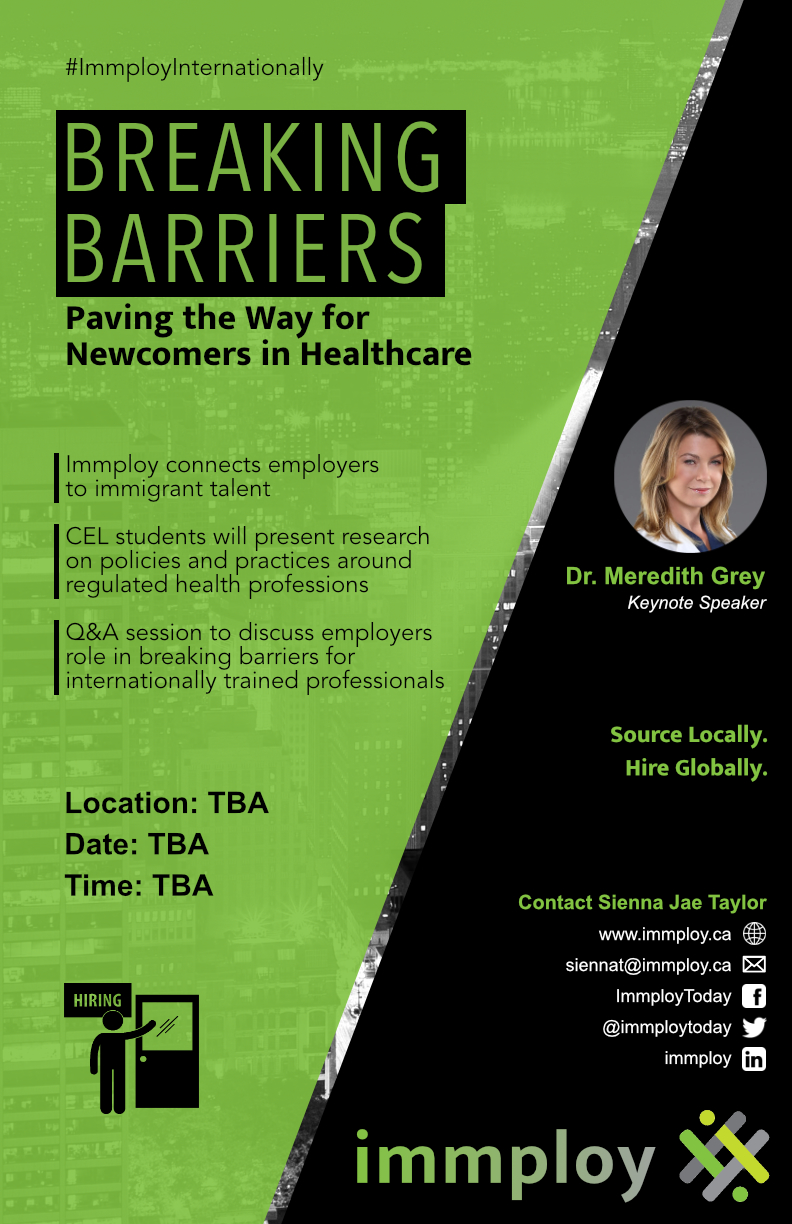 #ImmployInternationally
BREAKING
BARRIERS
Paving the Way for
Newcomers in Healthcare
Immploy connects employers
to immigrant talent
CEL students will present research
on policies and practices around
regulated health professions
Q&A session to discuss employers
role in breaking barriers for
internationally trained professionals
Location: TBA
Date: TBA
Time: TBA
HIRING
Dr. Meredith Grey
Keynote Speaker
Source Locally.
Hire Globally.
Contact Sienna Jae Taylor
www.immploy.ca
siennat@immploy.ca
ImmployToday
@immploytoday
immploy
immploy